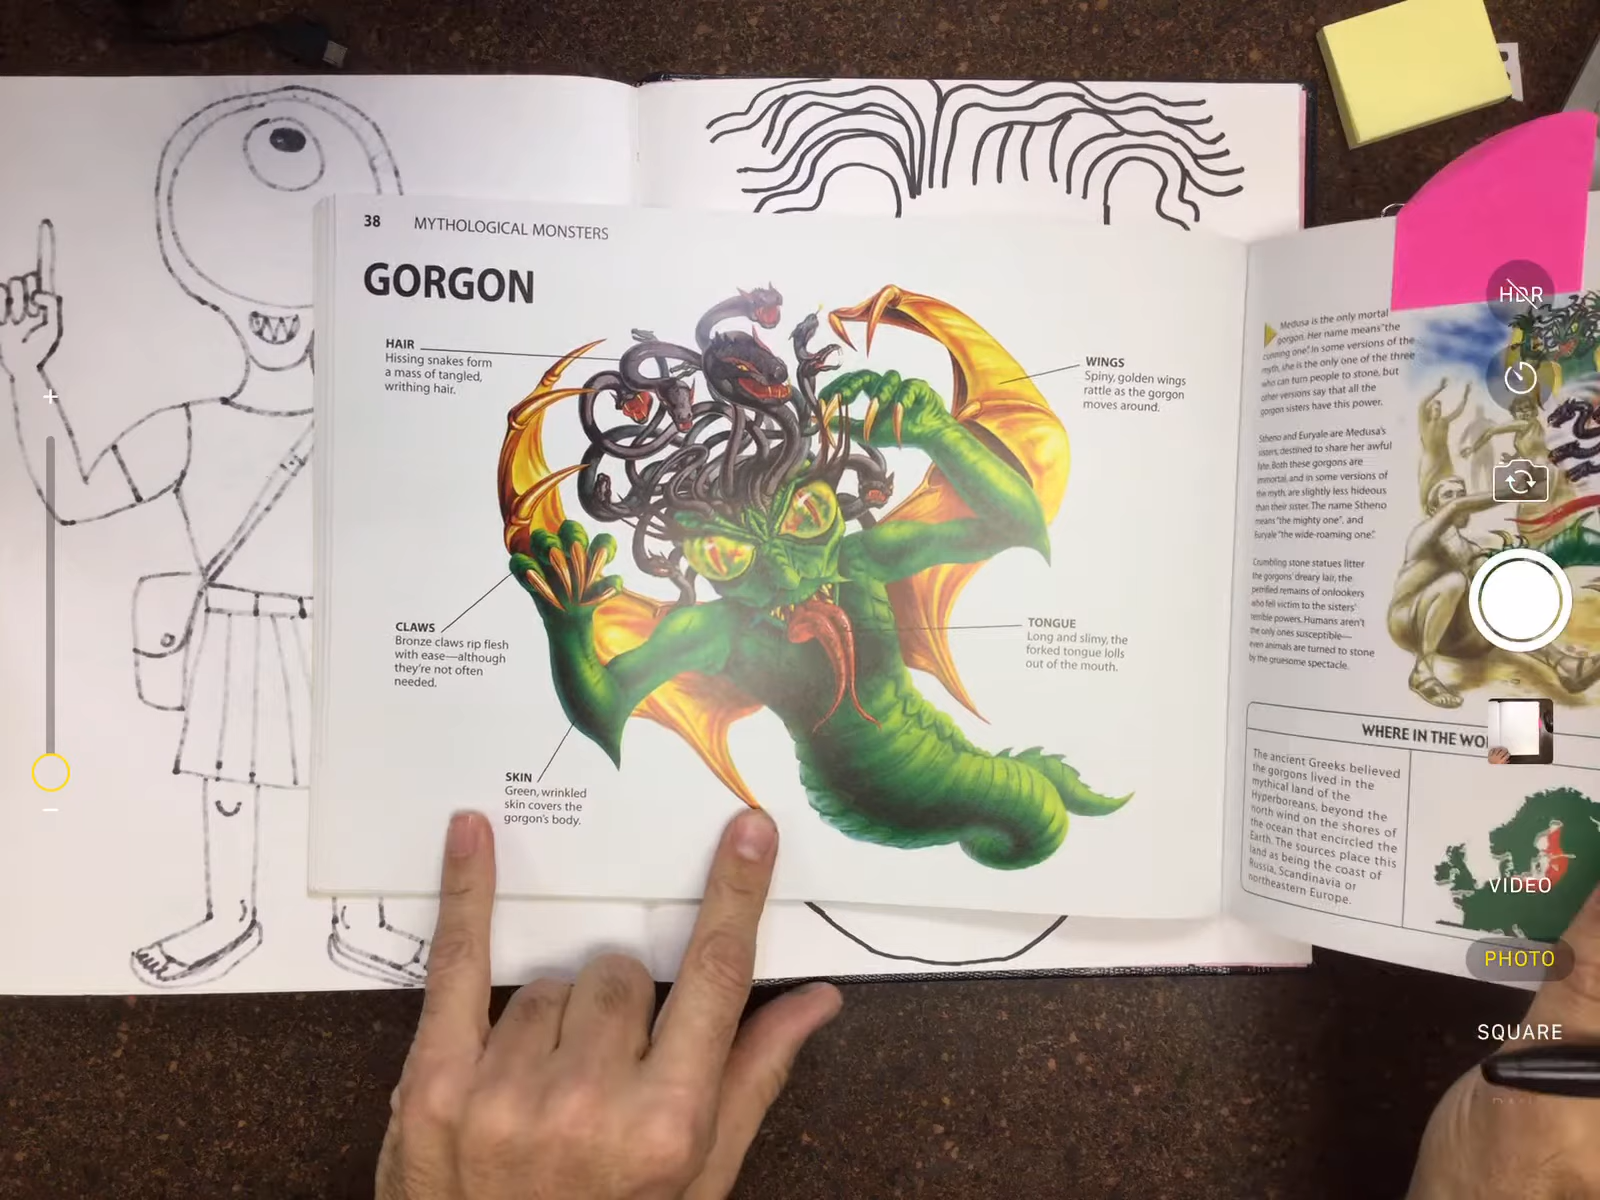 38 MYTHOLOGICAL MONSTERS
GORGON
HAIR
Hissing snakes form
a mass of tangled,
writhing hair.
WINGS
Spiny, golden wings
rattle as the gorgon
moves around.
CLAWS
Bronze claws rip flesh
with ease—although
they're not often
needed.
TONGUE
Long and slimy, the
forked tongue lolls
out of the mouth.
SKIN
Green, wrinkled
skin covers the
gorgon's body.
Medusa is the only mortal
gorgon. Her name means "the
cunning one". In some versions of the
myth, she is the only one of the three
who can turn people to stone, but
other versions say that all the
gorgon sisters have this power.
Stheno and Euryale are Medusa's
sisters, destined to share her awful
fate. Both these gorgons are
immortal, and in some versions of
the myth, are slightly less hideous
than their sister. The name Stheno
means "the mighty one", and
Euryale "the wide-roaming one".
Crumbling stone statues litter
the gorgons' dreary lair, the
petrified remains of onlookers
who fell victim to the sisters'
terrible powers. Humans aren't
the only ones susceptible—
even animals are turned to stone
by the gruesome spectacle.
WHERE IN THE WO
The ancient Greeks believed
the gorgons lived in the
mythical land of the
Hyperboreans, beyond the
north wind on the shores of
the ocean that encircled the
Earth. The sources place this
land as being the coast of
Russia, Scandinavia or
northeastern Europe.
HDR
VIDEO
PHOTO
SQUARE